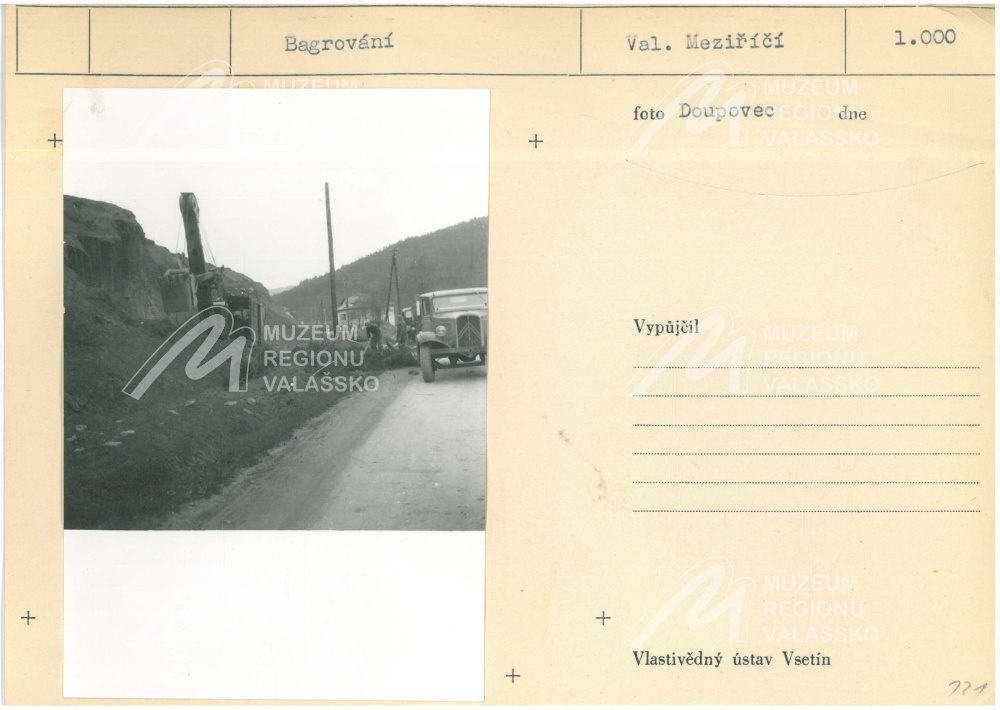 Bagrování
Val. Meziříčí
1.000
foto Doupovec dne
Vypůjčil
Vlastivědný ústav Vsetín
MUZEUM
REGIONU
VALAŠSKO
MUZEUM
REGIONU
VALAŠSKO
MUZEUM
REGIONU
VALAŠSKO
MUZEUM
REGIONU
VALAŠSKO
MUZEUM